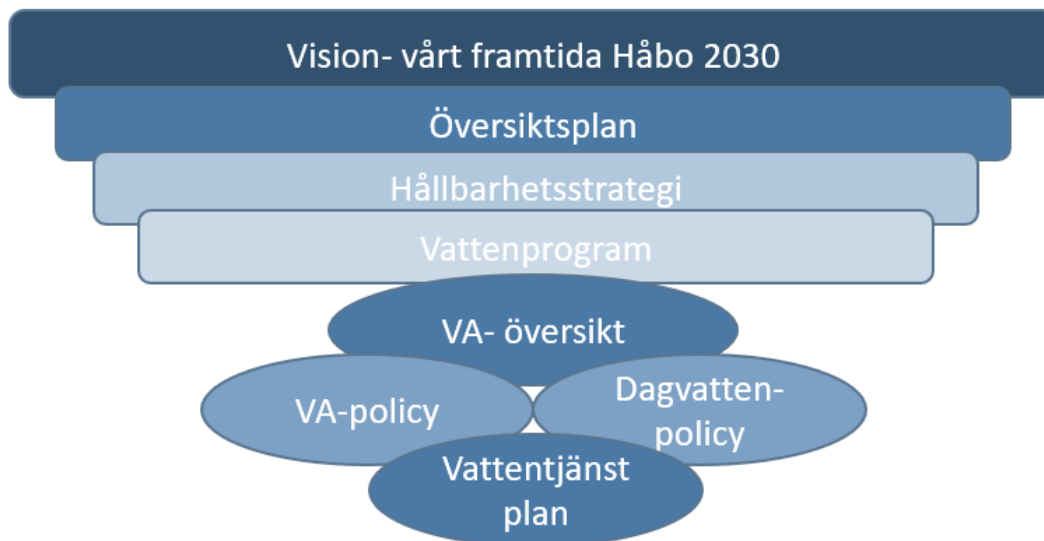 Vision- vårt framtida Håbo 2030
Översiktsplan
Hållbarhetsstrategi
Vattenprogram
VA- översikt
VA-policy
Dagvatten-
policy
Vattentjänst
plan